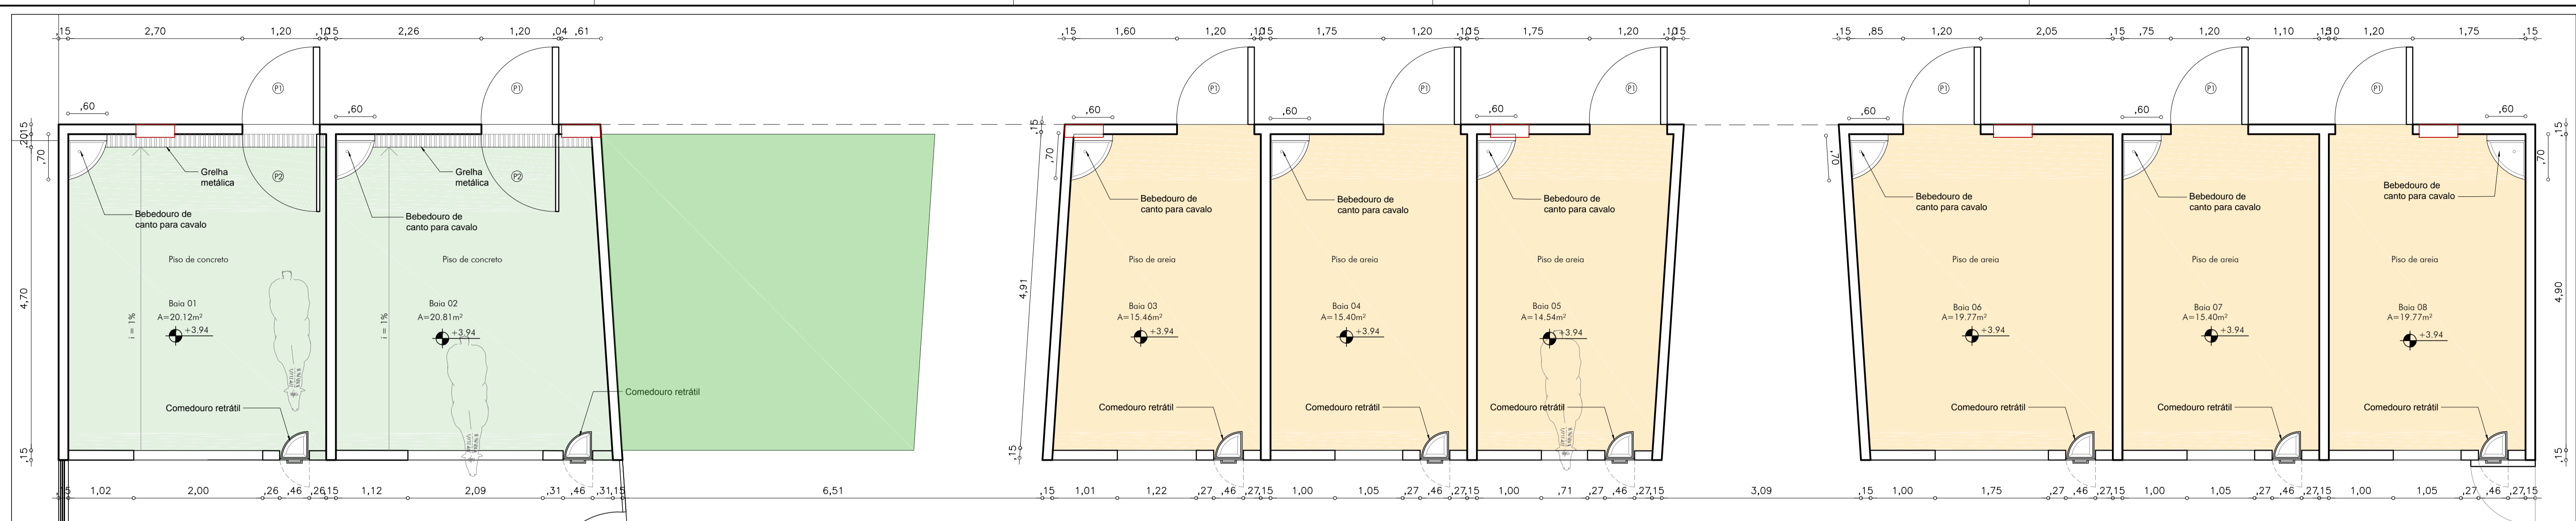 ,15 2,70 1,20 ,10 ,15 2,26 1,20 ,04 ,61
,15 1,60 1,20 ,10 ,15 1,75 1,20 ,10 ,15 1,75 1,20 ,10 ,15
,15 ,85 1,20 2,05 ,15 ,75 1,20 1,10 ,15 ,10 1,20 1,75 ,15
P1 P1 P1 P1 P1 P1 P1 P1
,60 ,60 ,60 ,60 ,60 ,60 ,60 ,60
,15
,20
,70
4,70
,15
P2
Grelha
metálica
Bebedouro de
canto para cavalo
Piso de concreto
Baia 01
A=20.12m²
+3.94
i = 1%
Comedouro retrátil
P2
Grelha
metálica
Bebedouro de
canto para cavalo
Piso de concreto
Baia 02
A=20.81m²
+3.94
i = 1%
Comedouro retrátil
,15
,70
4,91
,15
Bebedouro de
canto para cavalo
Piso de areia
Baia 03
A=15.46m²
+3.94
Comedouro retrátil
Bebedouro de
canto para cavalo
Piso de areia
Baia 04
A=15.40m²
+3.94
Comedouro retrátil
Bebedouro de
canto para cavalo
Piso de areia
Baia 05
A=14.54m²
+3.94
Comedouro retrátil
,70
Bebedouro de
canto para cavalo
Piso de areia
Baia 06
A=19.77m²
+3.94
Comedouro retrátil
Bebedouro de
canto para cavalo
Piso de areia
Baia 07
A=15.40m²
+3.94
Comedouro retrátil
Bebedouro de
canto para cavalo
Piso de areia
Baia 08
A=19.77m²
+3.94
Comedouro retrátil
,15
,70
4,90
,15
,15 1,02 2,00 ,26 ,46 ,26 ,15 1,12 2,09 ,31 ,46 ,31 ,15 6,51
,15 1,01 1,22 ,27 ,46 ,27 ,15 1,00 1,05 ,27 ,46 ,27 ,15 1,00 ,71 ,27 ,46 ,27 ,15 3,09
,15 1,00 1,75 ,27 ,46 ,27 ,15 1,00 1,05 ,27 ,46 ,27 ,15 1,00 1,05 ,27 ,46 ,27 ,15